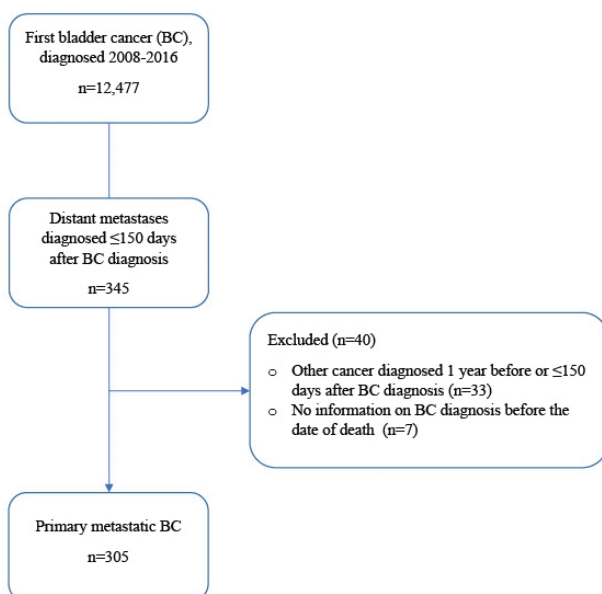 First bladder cancer (BC),
diagnosed 2008-2016
n=12,477
Distant metastases
diagnosed ≤150 days
after BC diagnosis
n=345
Excluded (n=40)
o Other cancer diagnosed 1 year before or ≤150
days after BC diagnosis (n=33)
o No information on BC diagnosis before the
date of death (n=7)
Primary metastatic BC
n=305